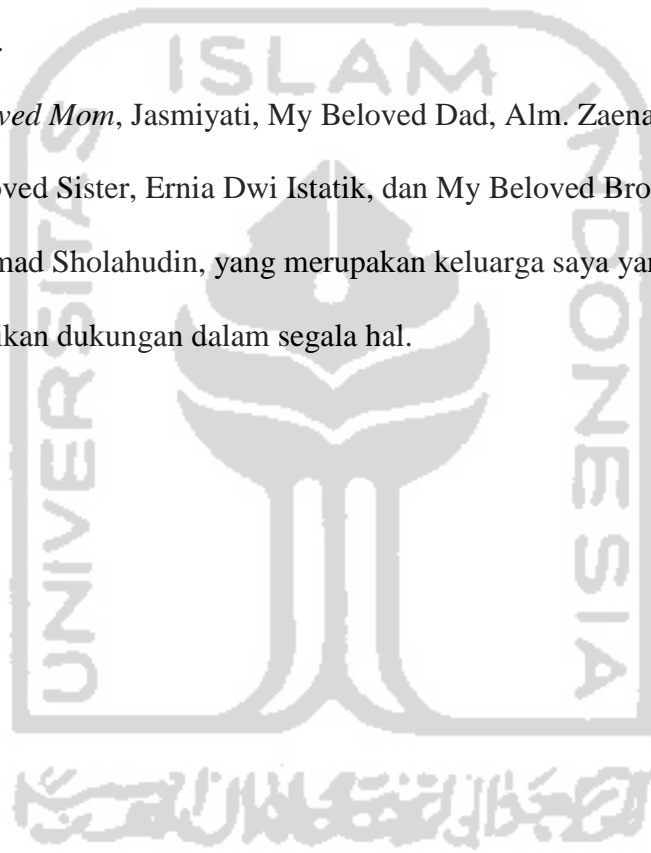 ISLAM
UNIVERSITAS
INDONESIA
ved Mom, Jasmiyati, My Beloved Dad, Alm. Zaena
oved Sister, Ernia Dwi Istatik, dan My Beloved Bro
mad Sholahudin, yang merupakan keluarga saya yan
ikan dukungan dalam segala hal.